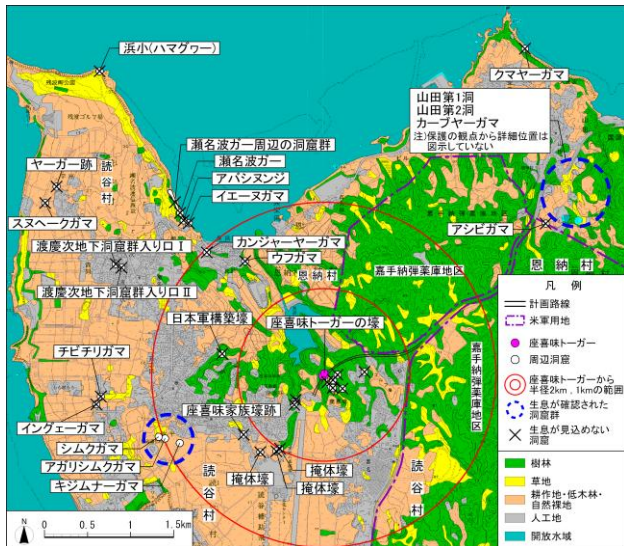 浜小(ハマグヮー)
クマヤーガマ
山田第1洞
山田第2洞
カーブヤーガマ
注)保護の観点から詳細位置は
図示していない
瀬名波ガー周辺の洞窟群
瀬名波ガー
アバシヌンジ
イエーヌガマ
ヤーガー跡
読谷村
スヌヘークガマ
アシビガマ
渡慶次地下洞窟群入り口Ⅰ
カンジャーヤーガマ
ウフガマ
恩納村
恩納村
嘉手納弾薬庫地区
渡慶次地下洞窟群入り口Ⅱ
日本軍構築壕
座喜味トーガーの壕
嘉手納弾薬庫地区
チビチリガマ
イングェーガマ
座喜味家族壕跡
シムクガマ
アガリシムクガマ
キジムナーガマ
掩体壕
掩体壕
掩体壕
読谷村
読谷村
凡 例
計画路線
米軍用地
座喜味トーガー
周辺洞窟
座喜味トーガーから
半径2km,1kmの範囲
生息が確認された
洞窟群
生息が見込めない
洞窟
樹林
草地
耕作地・低木林・
自然裸地
人工地
開放水域
N
0 0.5 1 1.5km